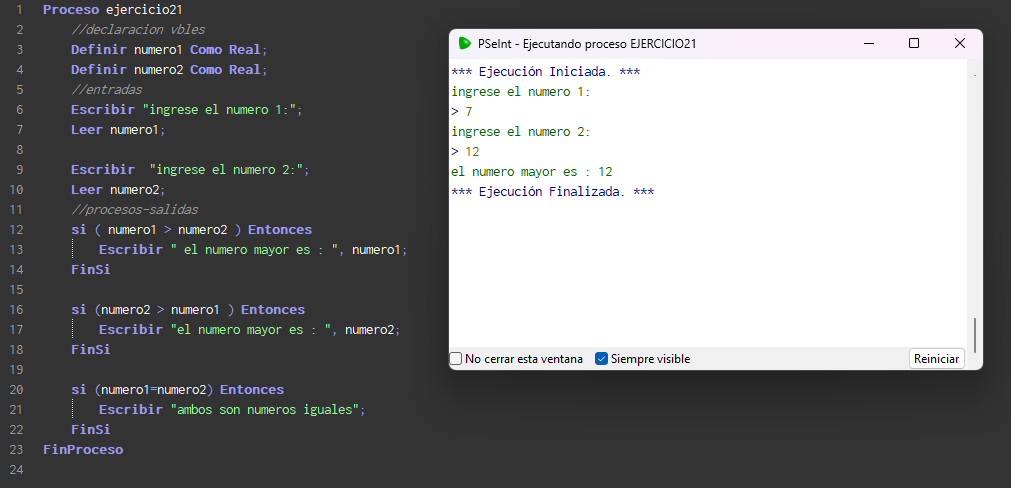 1 Proceso ejercicio21
2 //declaracion vbles
3 Definir numero1 Como Real;
4 Definir numero2 Como Real;
5 //entradas
6 Escribir "ingrese el numero 1:";
7 Leer numero1;
8
9 Escribir  "ingrese el numero 2:";
10 Leer numero2;
11 //procesos-salidas
12 si ( numero1 > numero2 ) Entonces
13 Escribir " el numero mayor es : ", numero1;
14 FinSi
15
16 si (numero2 > numero1 ) Entonces
17 Escribir "el numero mayor es : ", numero2;
18 FinSi
19
20 si (numero1=numero2) Entonces
21 Escribir "ambos son numeros iguales";
22 FinSi
23 FinProceso
24
PSeInt - Ejecutando proceso EJERCICIO21
*** Ejecución Iniciada. ***
ingrese el numero 1:
> 7
ingrese el numero 2:
> 12
el numero mayor es : 12
*** Ejecución Finalizada. ***
No cerrar esta ventana Siempre visible Reiniciar